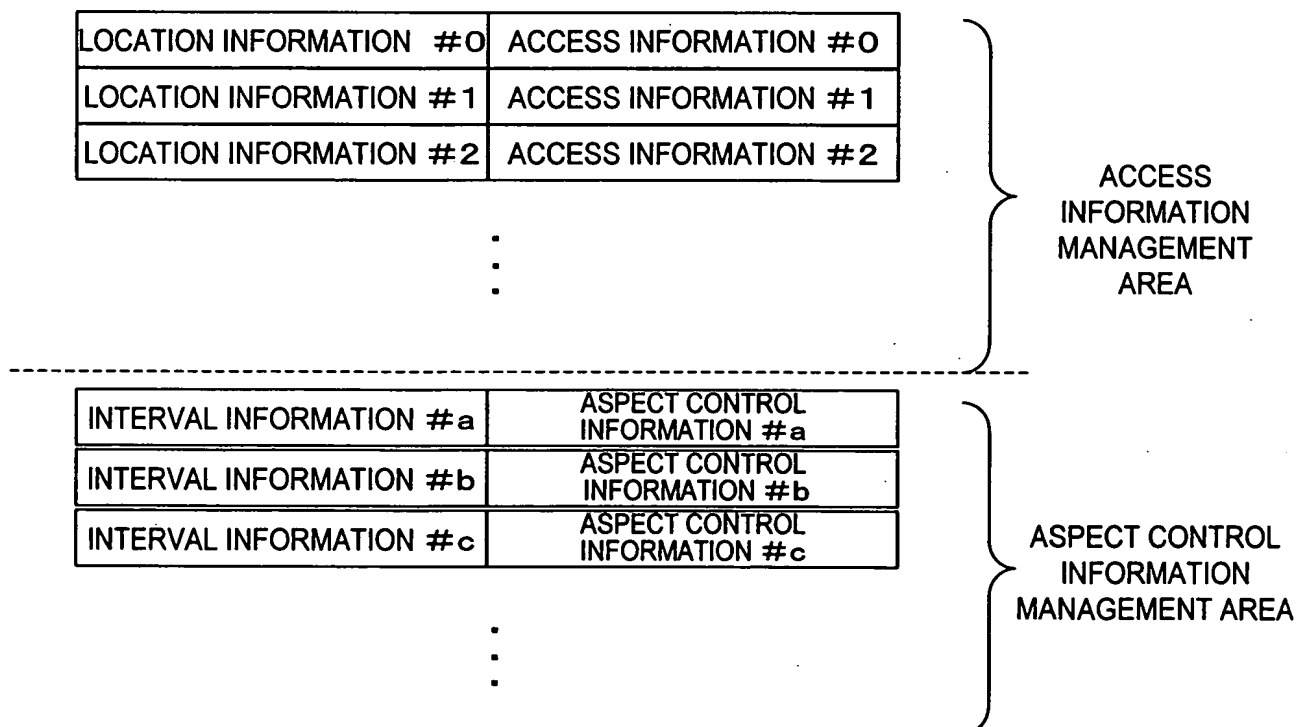 LOCATION INFORMATION #0 ACCESS INFORMATION #0
LOCATION INFORMATION #1 ACCESS INFORMATION #1
LOCATION INFORMATION #2 ACCESS INFORMATION #2
ACCESS
INFORMATION
MANAGEMENT
AREA
INTERVAL INFORMATION #a
ASPECT CONTROL
INFORMATION #a
INTERVAL INFORMATION #b
ASPECT CONTROL
INFORMATION #b
INTERVAL INFORMATION #c
ASPECT CONTROL
INFORMATION #c
ASPECT CONTROL
INFORMATION
MANAGEMENT AREA